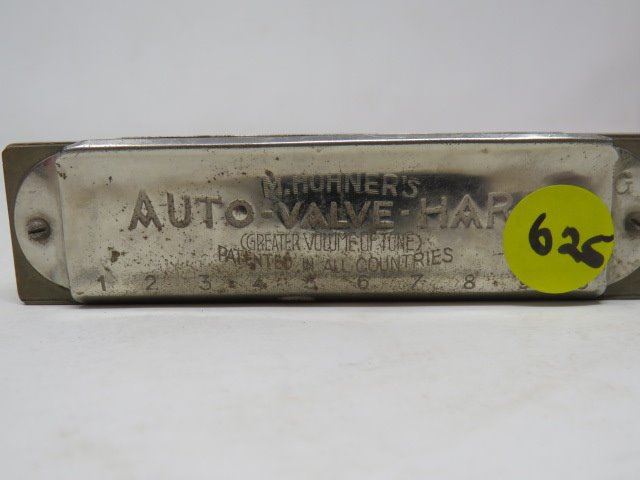 M. HOHNER'S
AUTO-VALVE-HAR
(GREATER VOLUME OF TONE)
PATENTED IN ALL COUNTRIES
1 2 3 4 5 6 7 8 9
G
625